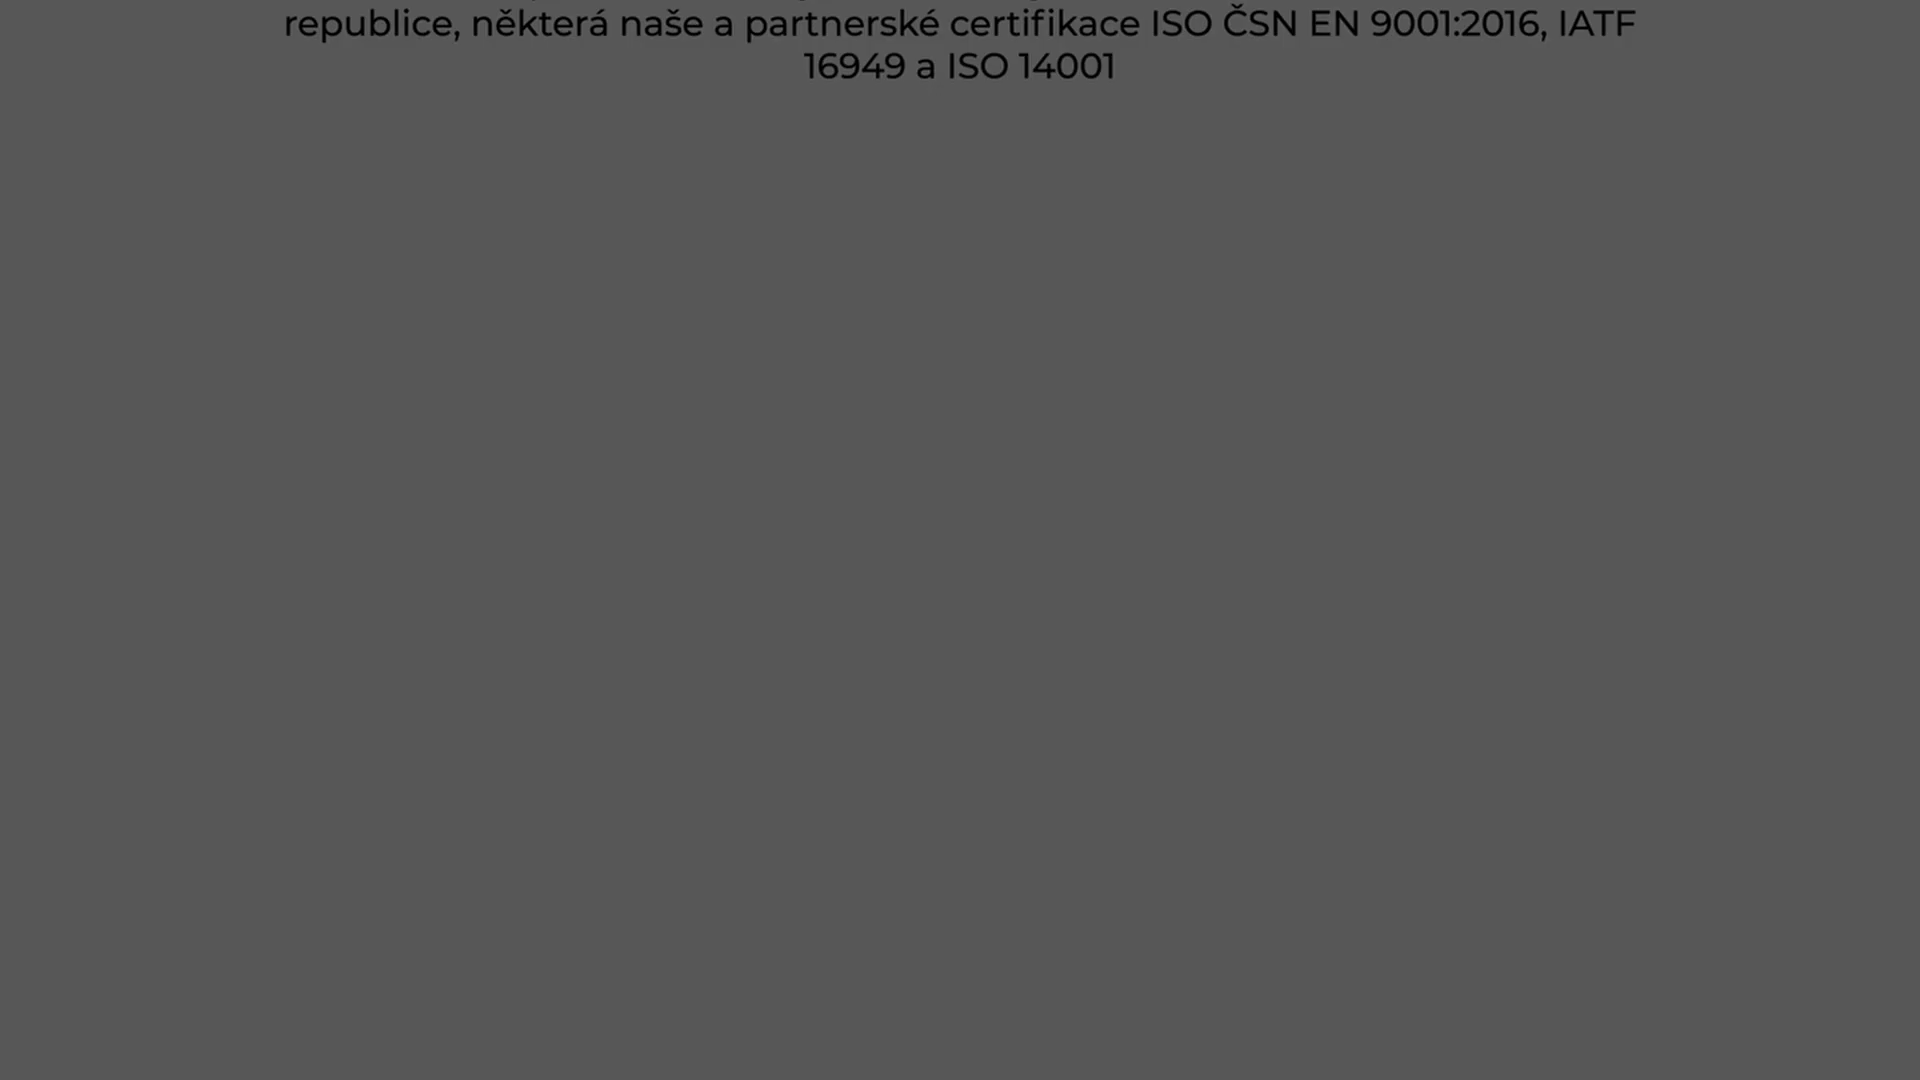 republice, některá naše a partnerské certifikace ISO ČSN EN 9001:2016, IATF
16949 a ISO 14001